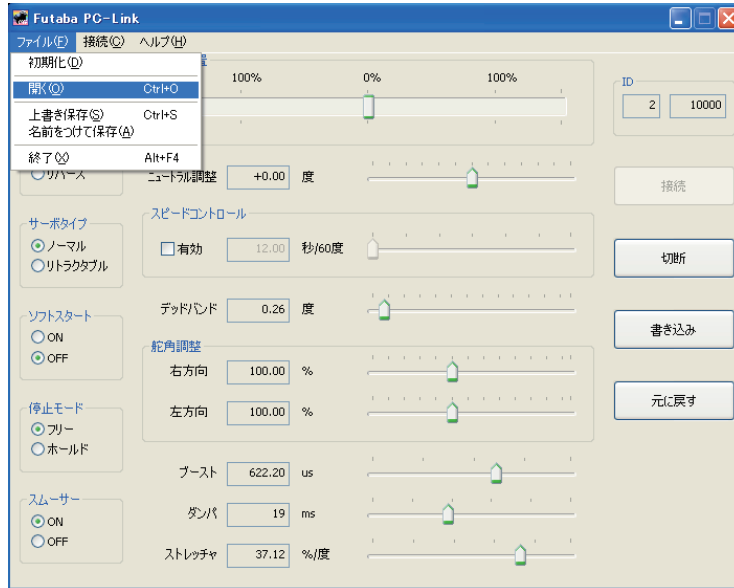 Futaba PC-Link
ファイル(F) 接続(C) ヘルプ(H)
初期化(D)
開く(O) Ctrl+O
上書き保存(S) Ctrl+S
名前をつけて保存(A)
終了(X) Alt+F4
置
100% 0% 100%
ID
2 10000
リバース
ニュートラル調整 +0.00 度
接続
サーボタイプ
ノーマル
リトラクタブル
スピードコントロール
有効 12.00 秒/60度
切断
ソフトスタート
ON
OFF
デッドバンド 0.26 度
書き込み
舵角調整
右方向 100.00 %
左方向 100.00 %
元に戻す
停止モード
フリー
ホールド
ブースト 622.20 us
スムーサー
ON
OFF
ダンパ 19 ms
ストレッチャ 37.12 %/度